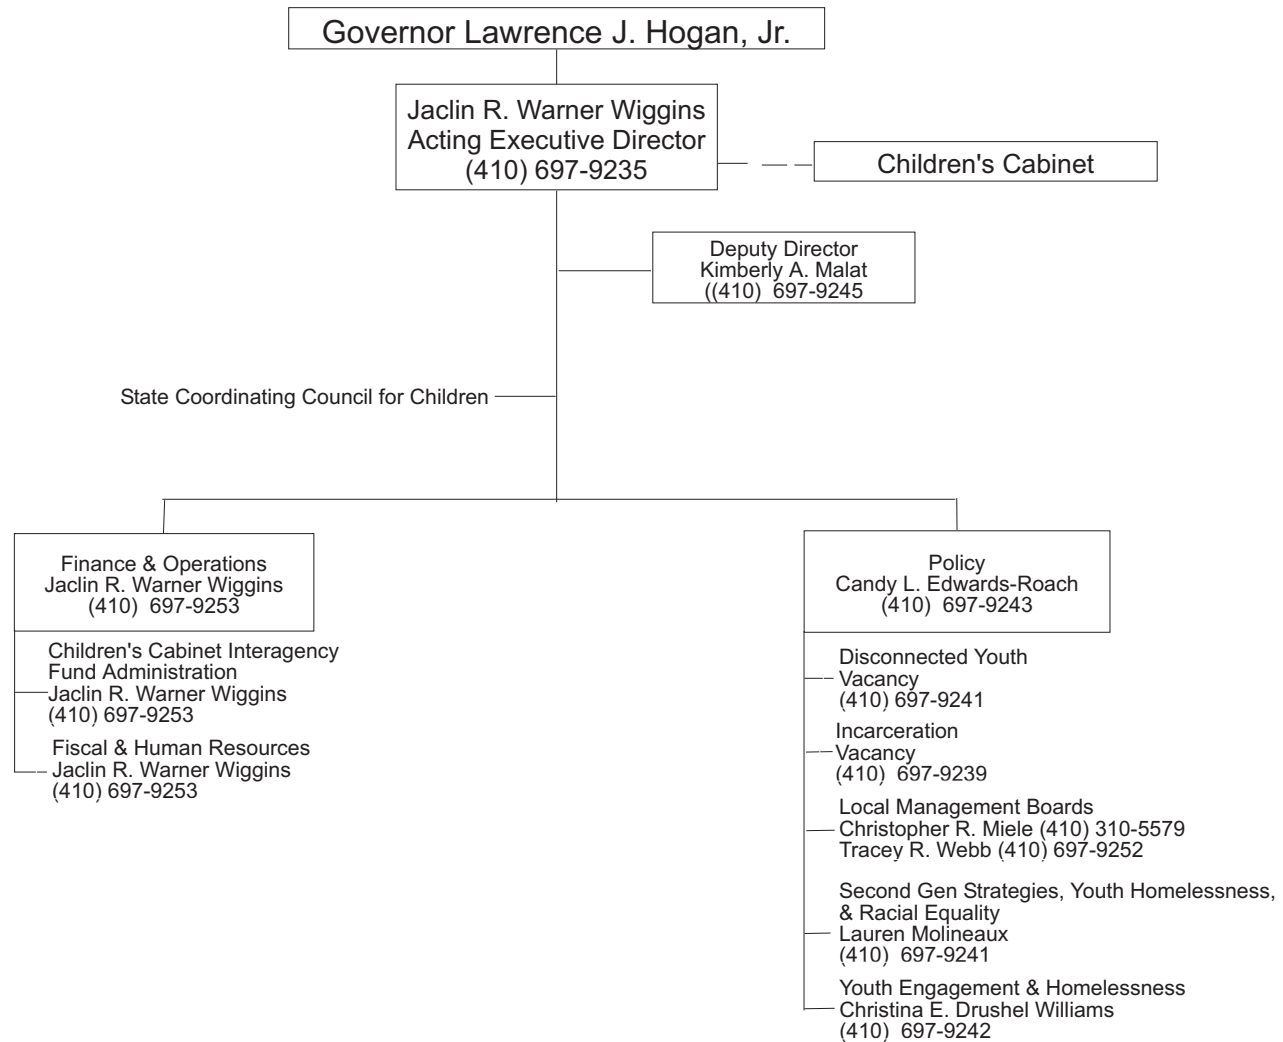 Governor Lawrence J. Hogan, Jr.
Jaclin R. Warner Wiggins
Acting Executive Director
(410) 697-9235
Children's Cabinet
Deputy Director
Kimberly A. Malat
((410) 697-9245
State Coordinating Council for Children
Finance & Operations
Jaclin R. Warner Wiggins
(410) 697-9253
Children's Cabinet Interagency
Fund Administration
Jaclin R. Warner Wiggins
(410) 697-9253
Fiscal & Human Resources
Jaclin R. Warner Wiggins
(410) 697-9253
Policy
Candy L. Edwards-Roach
(410) 697-9243
Disconnected Youth
Vacancy
(410) 697-9241
Incarceration
Vacancy
(410) 697-9239
Local Management Boards
Christopher R. Miele (410) 310-5579
Tracey R. Webb (410) 697-9252
Second Gen Strategies, Youth Homelessness,
& Racial Equality
Lauren Molineaux
(410) 697-9241
Youth Engagement & Homelessness
Christina E. Drushel Williams
(410) 697-9242